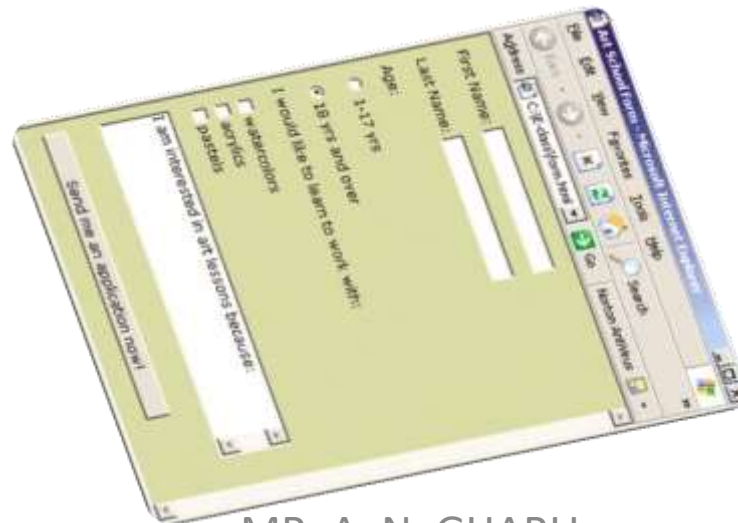 Art School Form - Microsoft Internet Explorer
File Edit View Favorites Tools Help
Back Search
Address C:\ Go Norton AntiVirus
First Name:
Last Name:
Age:
1-17 yrs
18 yrs and over
I would like to learn to work with:
watercolors
acrylics
pastels
I am interested in art lessons because:
Send me an application now!